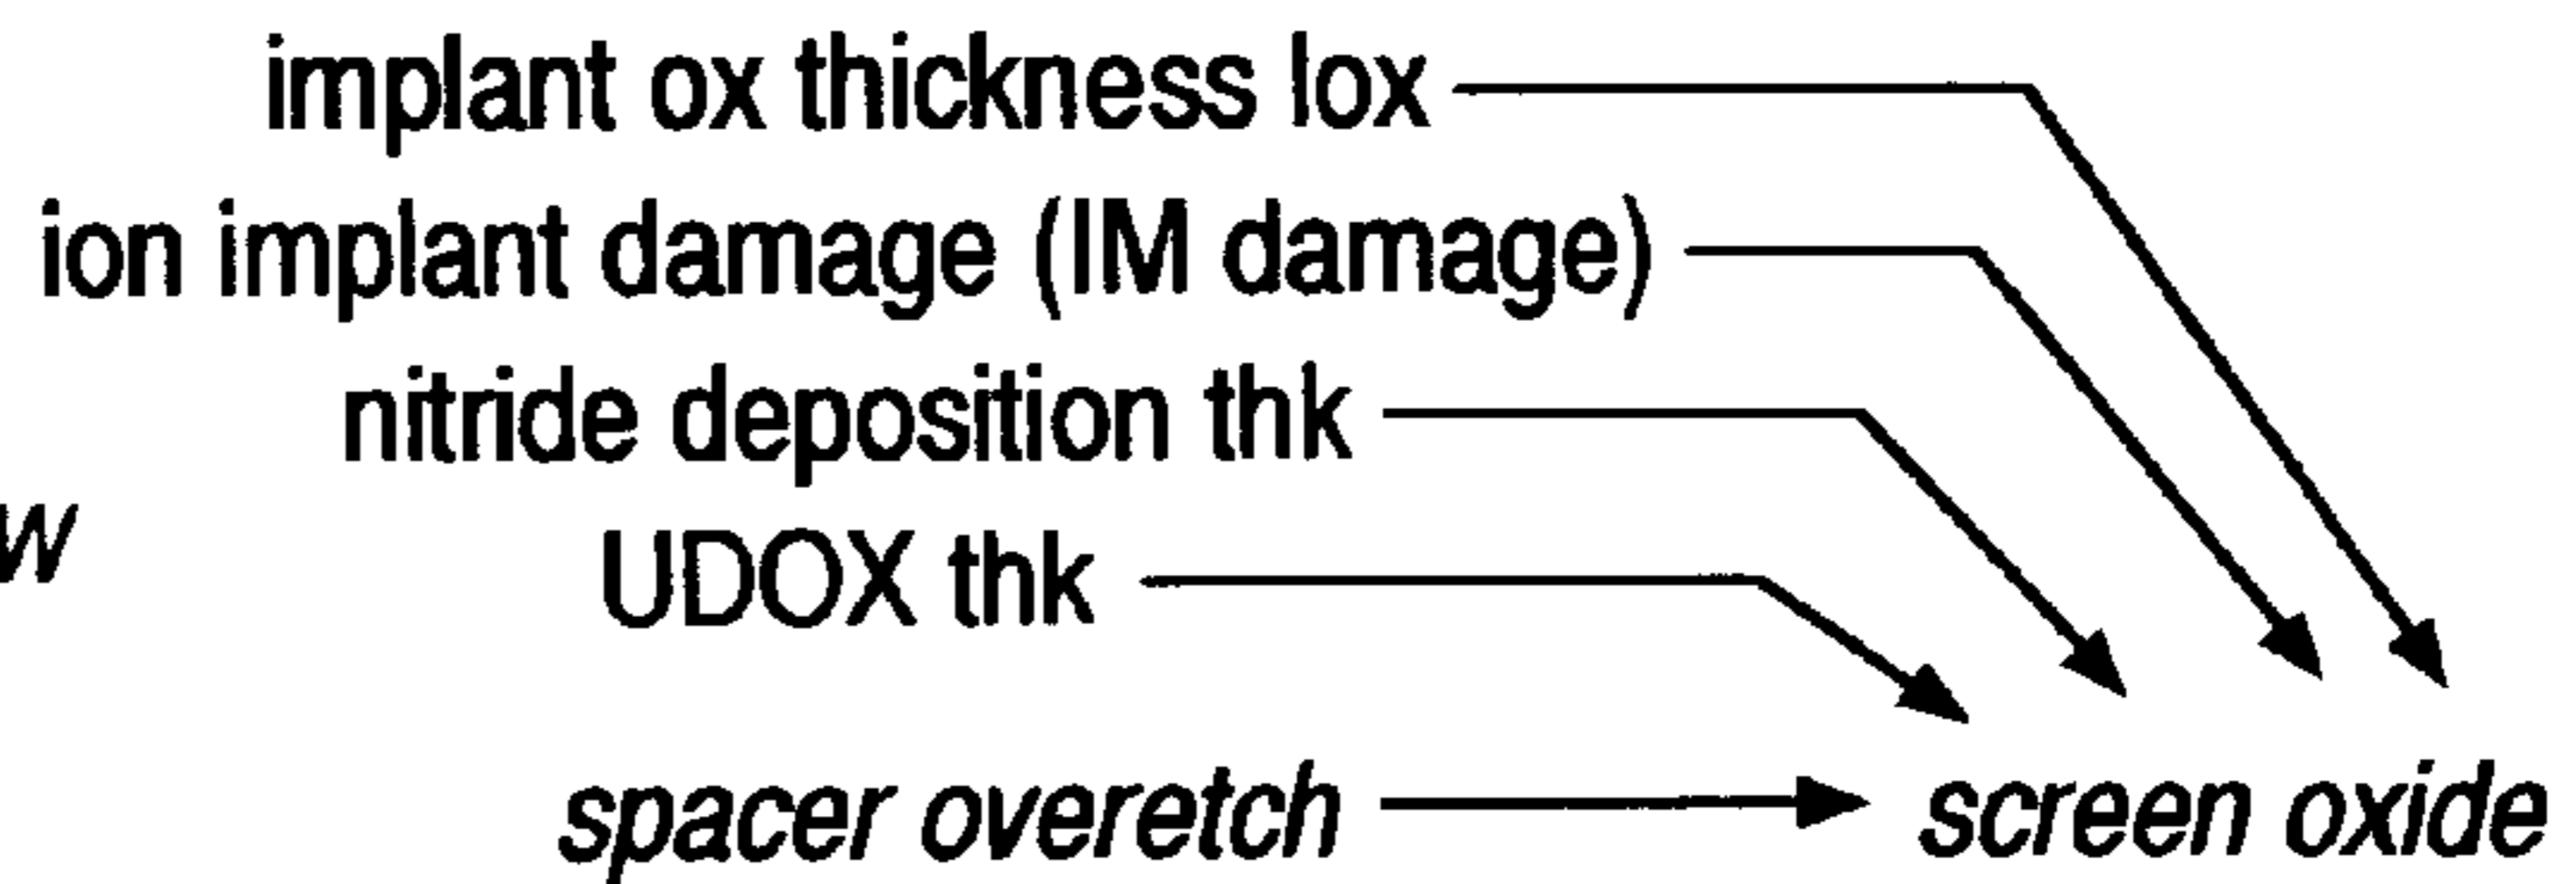 implant ox thickness lox
ion implant damage (IM damage)
nitride deposition thk
w
UDOX thk
spacer overetch
screen oxide